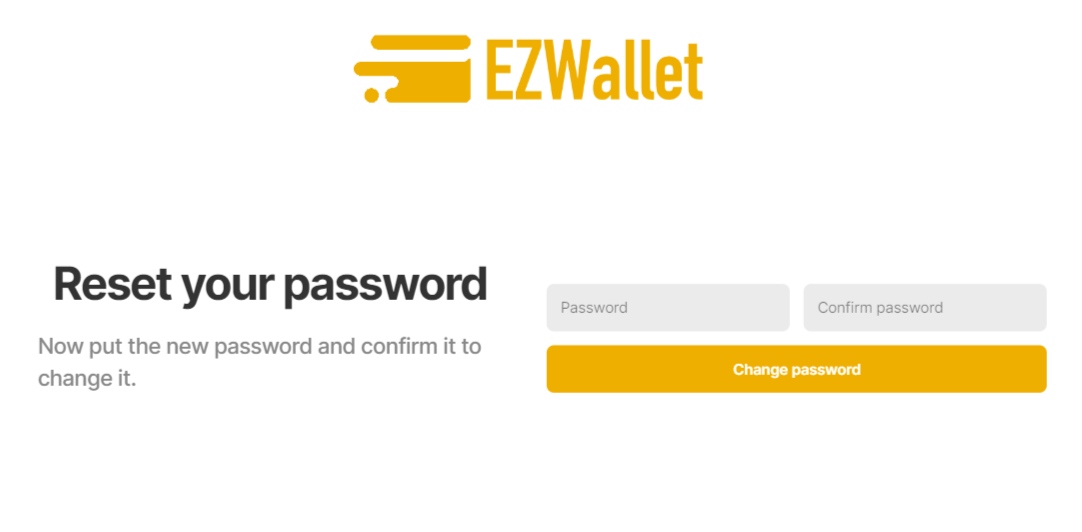 EZWallet
Reset your password
Now put the new password and confirm it to
change it.
Password
Confirm password
Change password